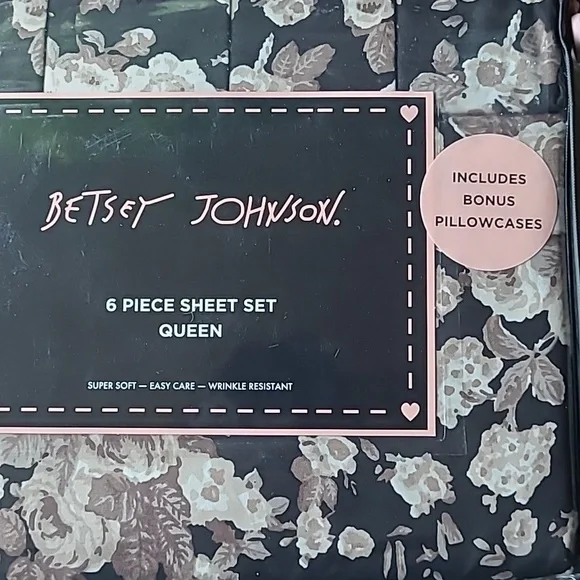 BETSEY JOHNSON.
6 PIECE SHEET SET
QUEEN
SUPER SOFT — EASY CARE — WRINKLE RESISTANT
INCLUDES
BONUS
PILLOWCASES